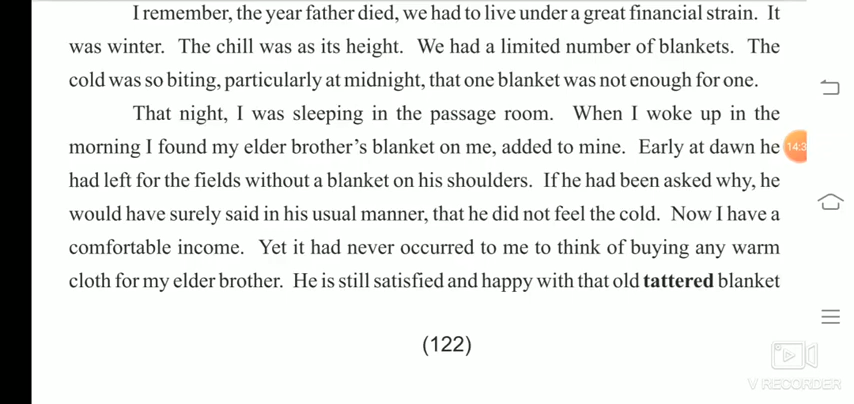 I remember, the year father died, we had to live under a great financial strain. It
was winter. The chill was as its height. We had a limited number of blankets. The
cold was so biting, particularly at midnight, that one blanket was not enough for one.
That night, I was sleeping in the passage room. When I woke up in the
morning I found my elder brother's blanket on me, added to mine. Early at dawn he
had left for the fields without a blanket on his shoulders. If he had been asked why, he
would have surely said in his usual manner, that he did not feel the cold. Now I have a
comfortable income. Yet it had never occurred to me to think of buying any warm
cloth for my elder brother. He is still satisfied and happy with that old tattered blanket
(122)
14:3
V RECORDER